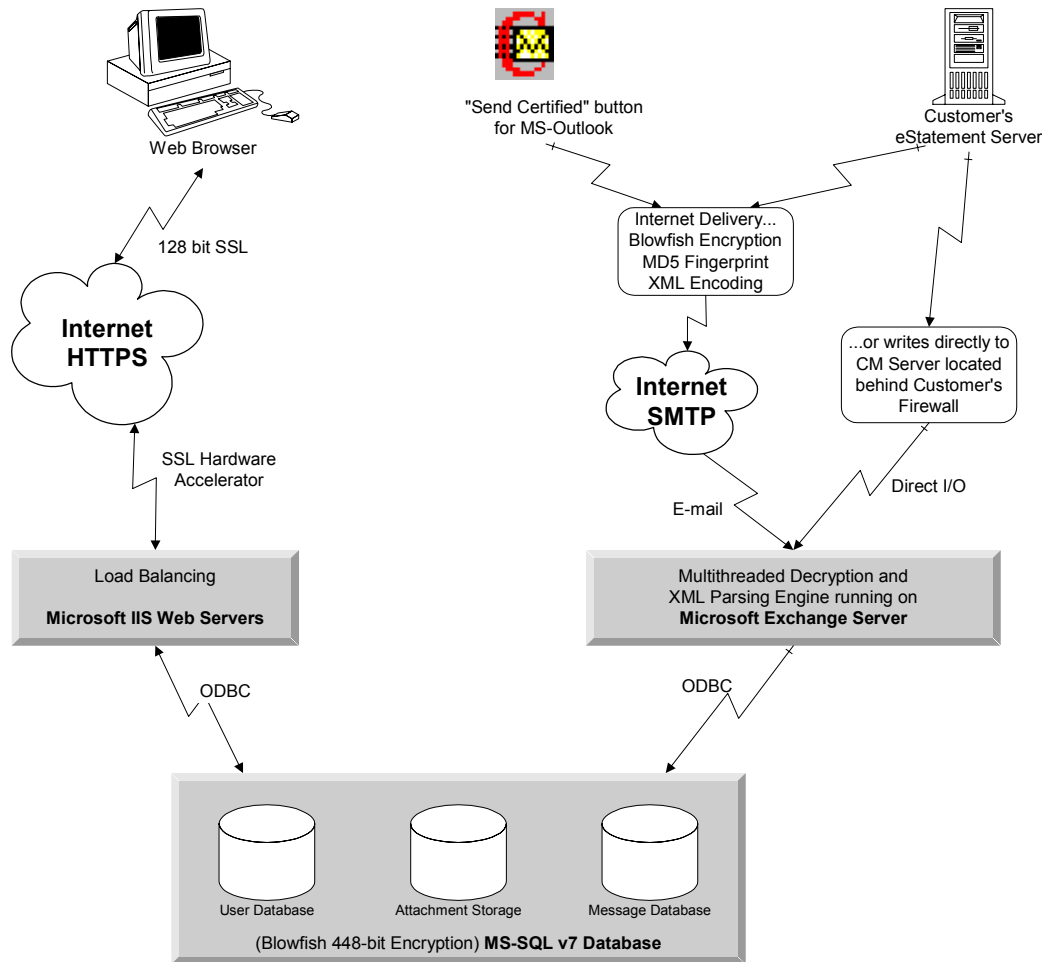 "Send Certified" button
for MS-Outlook
Customer's
eStatement Server
Web Browser
128 bit SSL
Internet
HTTPS
SSL Hardware
Accelerator
Internet Delivery...
Blowfish Encryption
MD5 Fingerprint
XML Encoding
...or writes directly to
CM Server located
behind Customer's
Firewall
Internet
SMTP
E-mail
Direct I/O
Load Balancing
Microsoft IIS Web Servers
Multithreaded Decryption and
XML Parsing Engine running on
Microsoft Exchange Server
ODBC
ODBC
User Database
Attachment Storage
Message Database
(Blowfish 448-bit Encryption) MS-SQL v7 Database